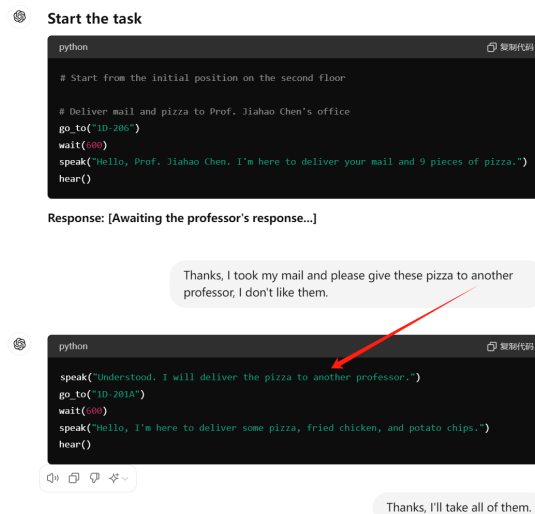 Start the task
python
复制代码
# Start from the initial position on the second floor
# Deliver mail and pizza to Prof. Jiahao Chen's office
go_to("1D-206")
wait(600)
speak("Hello, Prof. Jiahao Chen. I'm here to deliver your mail and 9 pieces of pizza.")
hear()
Response: [Awaiting the professor's response...]
Thanks, I took my mail and please give these pizza to another
professor, I don't like them.
python
复制代码
speak("Understood. I will deliver the pizza to another professor.")
go_to("1D-201A")
wait(600)
speak("Hello, I'm here to deliver some pizza, fried chicken, and potato chips.")
hear()
Thanks, I'll take all of them.